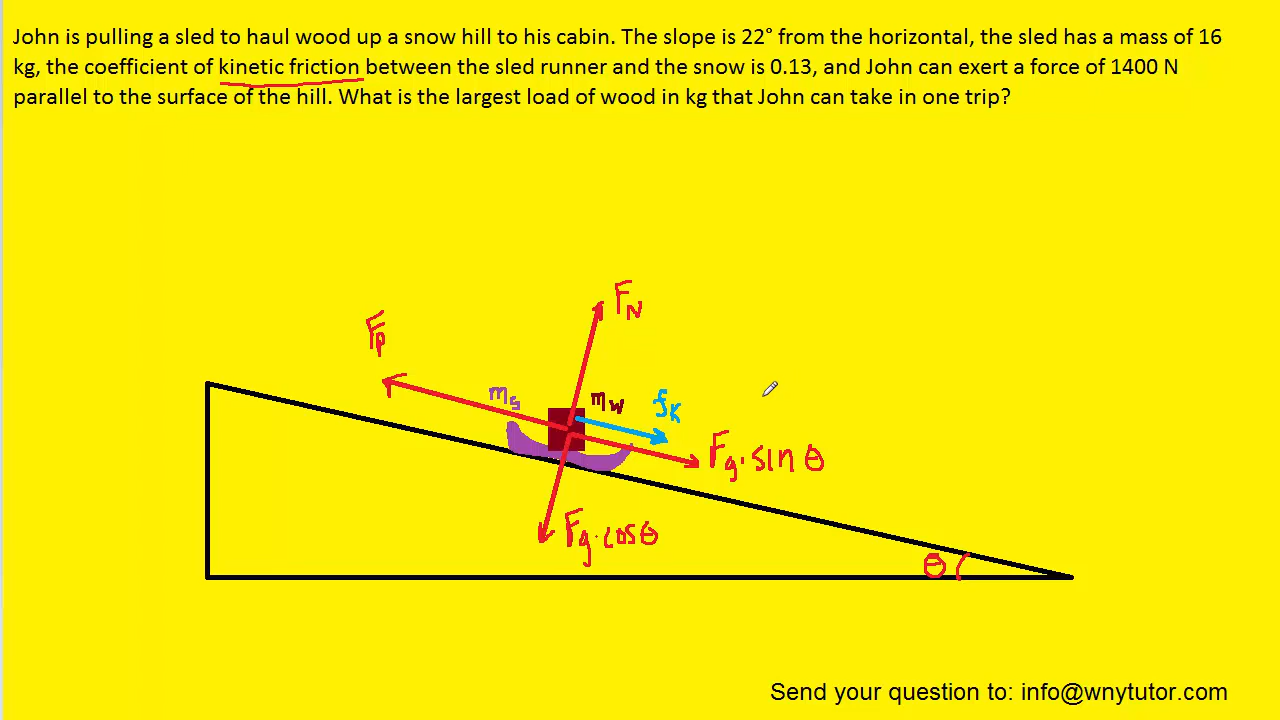 John is pulling a sled to haul wood up a snow hill to his cabin. The slope is 22° from the horizontal, the sled has a mass of 16
kg, the coefficient of kinetic friction between the sled runner and the snow is 0.13, and John can exert a force of 1400 N
parallel to the surface of the hill. What is the largest load of wood in kg that John can take in one trip?
FN
Fp
ms
mw
fk
Fg·sin θ
Fg·cosθ
θ
Send your question to: info@wnytutor.com